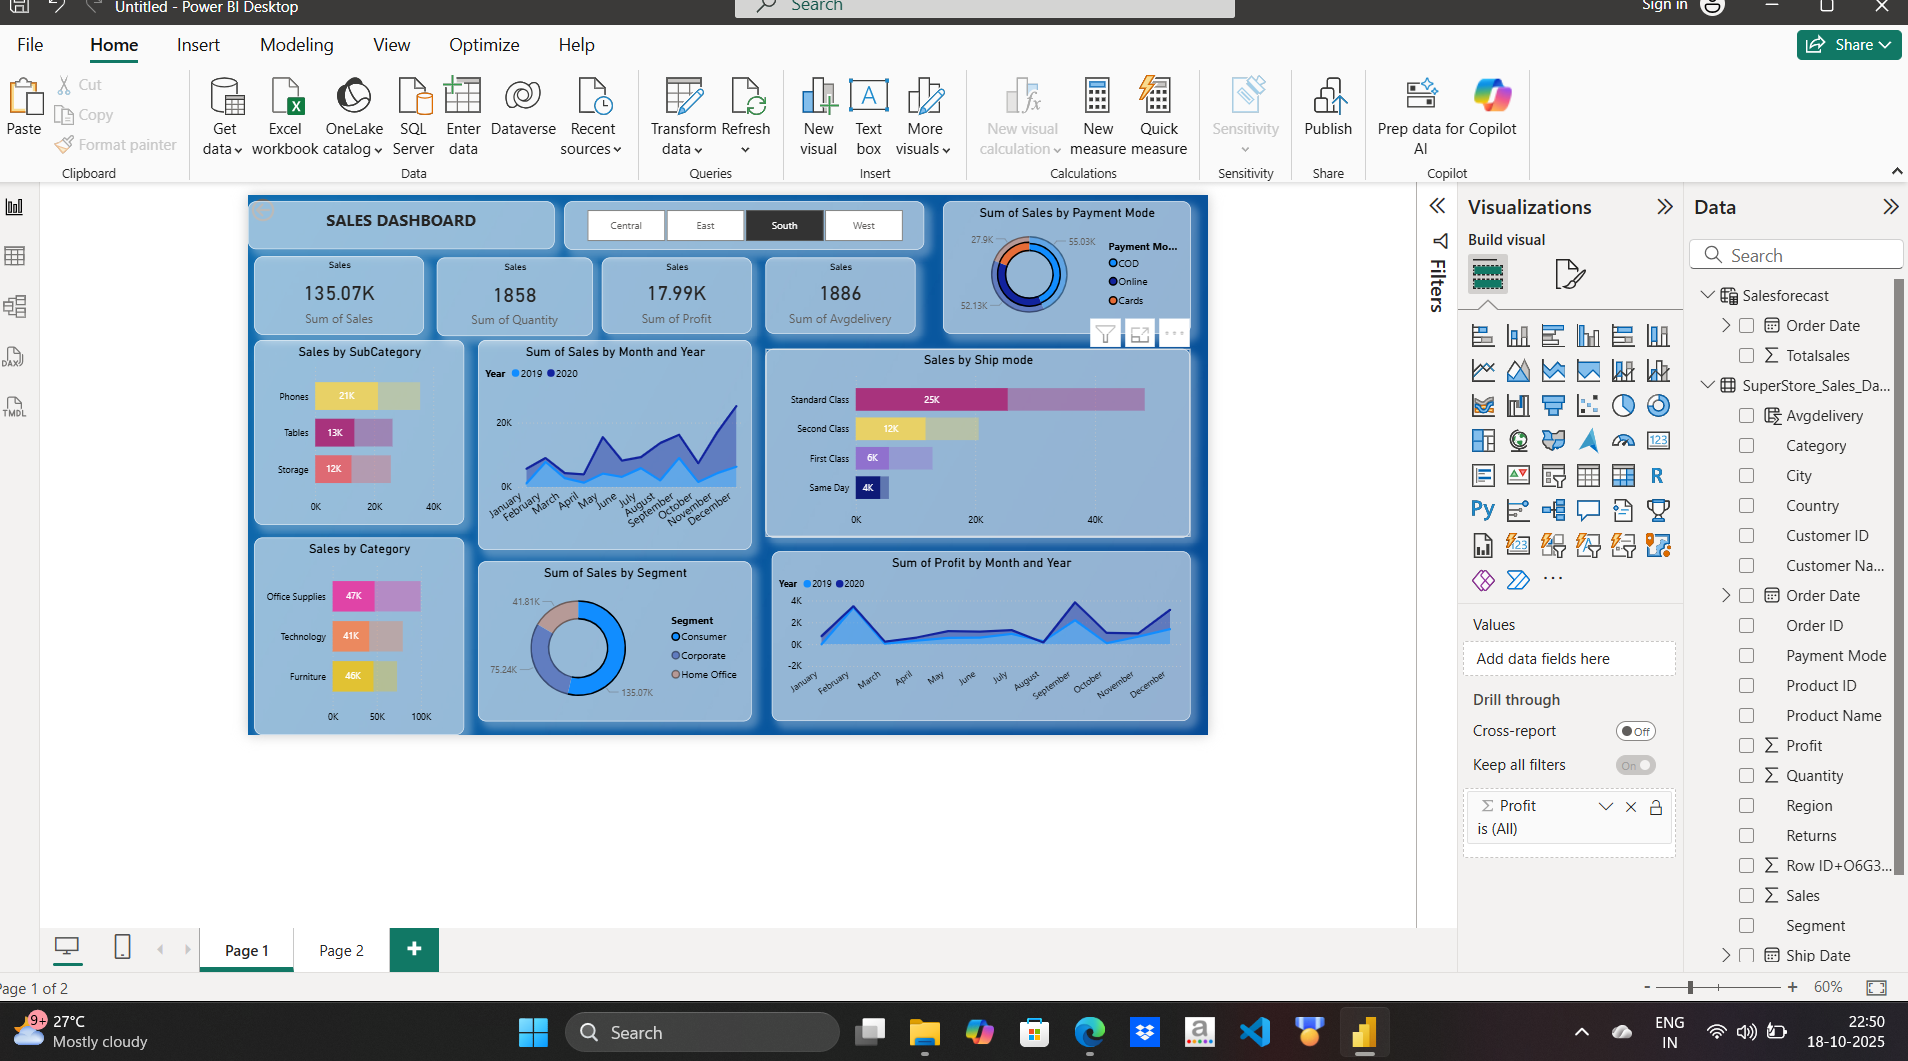 Untitled - Power BI Desktop
Search
Sign in
File
Home
Insert
Modeling
View
Optimize
Help
Share
Paste
Cut
Copy
Format painter
Clipboard
Get data
Excel workbook
OneLake catalog
SQL Server
Enter data
Dataverse
Recent sources
Data
Transform data
Refresh
Queries
New visual
Text box
More visuals
Insert
New visual calculation
New measure
Quick measure
Calculations
Sensitivity
Sensitivity
Publish
Share
Prep data for AI
Copilot
Copilot
DAX
TMDL
SALES DASHBOARD
Central
East
South
West
Sum of Sales by Payment Mode
27.9K
55.03K
52.13K
Payment Mo...
COD
Online
Cards
Sales
135.07K
Sum of Sales
Sales
1858
Sum of Quantity
Sales
17.99K
Sum of Profit
Sales
1886
Sum of Avgdelivery
Sales by SubCategory
Phones
21K
Tables
13K
Storage
12K
0K
20K
40K
Sum of Sales by Month and Year
Year 2019 2020
20K
0K
January
February
March
April
May
June
July
August
September
October
November
December
Sales by Ship mode
Standard Class
25K
Second Class
12K
First Class
6K
Same Day
4K
0K
20K
40K
Sales by Category
Office Supplies
47K
Technology
41K
Furniture
46K
0K
50K
100K
Sum of Sales by Segment
41.81K
75.24K
135.07K
Segment
Consumer
Corporate
Home Office
Sum of Profit by Month and Year
Year 2019 2020
4K
2K
0K
-2K
January
February
March
April
May
June
July
August
September
October
November
December
Filters
Visualizations
Build visual
123
R
Py
123
Values
Add data fields here
Drill through
Cross-report
Off
Keep all filters
On
Profit
is (All)
Data
Search
Salesforecast
Order Date
Totalsales
SuperStore_Sales_Da...
Avgdelivery
Category
City
Country
Customer ID
Customer Na...
Order Date
Order ID
Payment Mode
Product ID
Product Name
Profit
Quantity
Region
Returns
Row ID+O6G3...
Sales
Segment
Ship Date
Page 1
Page 2
Page 1 of 2
60%
9+
27°C
Mostly cloudy
Search
a
ENG
IN
22:50
18-10-2025